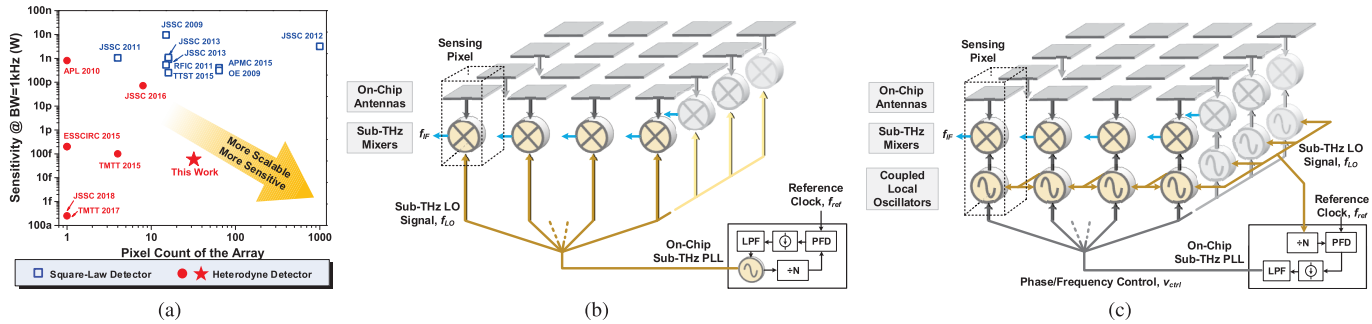 100n
10n
1n
100p
10p
1p
100f
10f
1f
100a
1
10
100
1000
Sensitivity @ BW=1kHz (W)
Pixel Count of the Array
JSSC 2009
JSSC 2012
JSSC 2011
JSSC 2013
JSSC 2013
RFIC 2011
TTST 2015
APMC 2015
OE 2009
APL 2010
JSSC 2016
ESSCIRC 2015
TMTT 2015
This Work
JSSC 2018
TMTT 2017
More Scalable
More Sensitive
Square-Law Detector
Heterodyne Detector
(a)
Sensing
Pixel
On-Chip
Antennas
Sub-THz
Mixers
fIF
Sub-THz LO
Signal, fLO
Reference
Clock, fref
On-Chip
Sub-THz PLL
LPF
PFD
÷N
(b)
Sensing
Pixel
On-Chip
Antennas
Sub-THz
Mixers
fIF
Coupled
Local
Oscillators
Sub-THz LO
Signal, fLO
Reference
Clock, fref
On-Chip
Sub-THz PLL
÷N
PFD
LPF
Phase/Frequency Control, vctrl
(c)